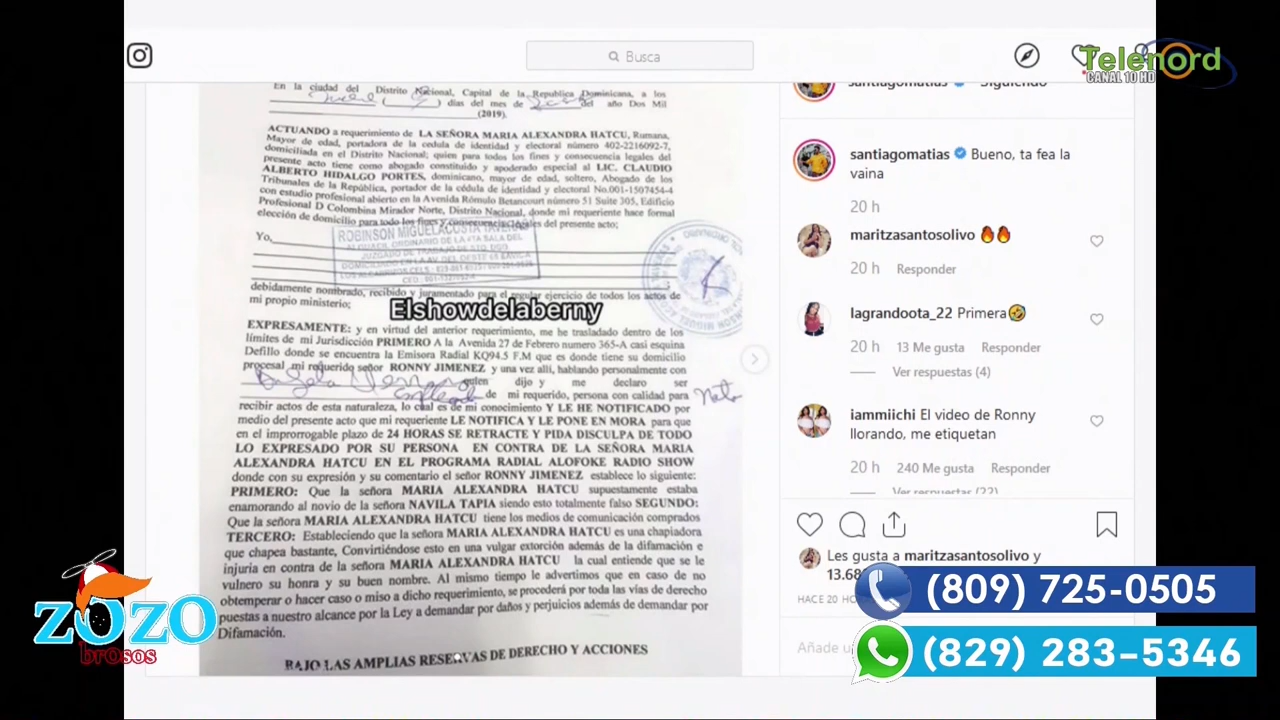 Busca
Telenord
CANAL 10 HD
En la ciudad del Distrito Nacional, Capital de la Republica Dominicana, a los
días del mes de
del año Dos Mil
(2019).
ACTUANDO a requerimiento de LA SEÑORA MARIA ALEXANDRA HATCU, Rumana,
Mayor de edad, portadora de la cedula de identidad y electoral número 402-2216092-7,
domiciliada en el Distrito Nacional; quien para todos los fines y consecuencia legales del
presente acto tiene como abogado constituido y apoderado especial al LIC. CLAUDIO
ALBERTO HIDALGO PORTES, dominicano, mayor de edad, soltero, Abogado de los
Tribunales de la República, portador de la cédula de identidad y electoral No.001-1507454-4
con estudio profesional abierto en la Avenida Rómulo Betancourt número 51 Suite 305, Edificio
Profesional D Colombina Mirador Norte, Distrito Nacional, donde mi requeriente hace formal
elección de domicilio para todo los fines y consecuencias legales del presente acto;
Yo,
ROBINSON MIGUEL ACOSTA TAVERAS
debidamente nombrado, recibido y juramentado para el regular ejercicio de todos los actos de
mi propio ministerio;
Elshowdelaberny
EXPRESAMENTE: y en virtud del anterior requerimiento, me he trasladado dentro de los
límites de mi Jurisdicción PRIMERO A la Avenida 27 de Febrero numero 365-A casi esquina
Defillo donde se encuentra la Emisora Radial KQ94.5 F.M que es donde tiene su domicilio
procesal mi requerido señor RONNY JIMENEZ y una vez allí, hablando personalmente con
quien dijo y me declaro ser
de mi requerido, persona con calidad para
recibir actos de esta naturaleza, lo cual es de mi conocimiento Y LE HE NOTIFICADO por
medio del presente acto que mi requeriente LE NOTIFICA Y LE PONE EN MORA para que
en el improrrogable plazo de 24 HORAS SE RETRACTE Y PIDA DISCULPA DE TODO
LO EXPRESADO POR SU PERSONA EN CONTRA DE LA SEÑORA MARIA
ALEXANDRA HATCU EN EL PROGRAMA RADIAL ALOFOKE RADIO SHOW
donde con su expresión y su comentario el señor RONNY JIMENEZ establece lo siguiente:
PRIMERO: Que la señora MARIA ALEXANDRA HATCU supuestamente estaba
enamorando al novio de la señora NAVILA TAPIA siendo esto totalmente falso SEGUNDO:
Que la señora MARIA ALEXANDRA HATCU tiene los medios de comunicación comprados
TERCERO: Estableciendo que la señora MARIA ALEXANDRA HATCU es una chapiadora
que chapea bastante, Convirtiéndose esto en una vulgar extorción además de la difamación e
injuria en contra de la señora MARIA ALEXANDRA HATCU la cual entiende que se le
vulnero su honra y su buen nombre. Al mismo tiempo le advertimos que en caso de no
obtemperar o hacer caso o miso a dicho requerimiento, se procederá por toda las vías de derecho
puestas a nuestro alcance por la Ley a demandar por daños y perjuicios además de demandar por
Difamación.
BAJO LAS AMPLIAS RESERVAS DE DERECHO Y ACCIONES
santiagomatias Siguiendo
santiagomatias Bueno, ta fea la
vaina
20 h
maritzasantosolivo 🔥🔥
20 h Responder
lagrandoota_22 Primera🤣
20 h 13 Me gusta Responder
Ver respuestas (4)
iammiichi El video de Ronny
llorando, me etiquetan
20 h 240 Me gusta Responder
Ver respuestas (22)
Les gusta a maritzasantosolivo y
HACE 20
Añade
ZOZO
brOsos
(809) 725-0505
(829) 283-5346